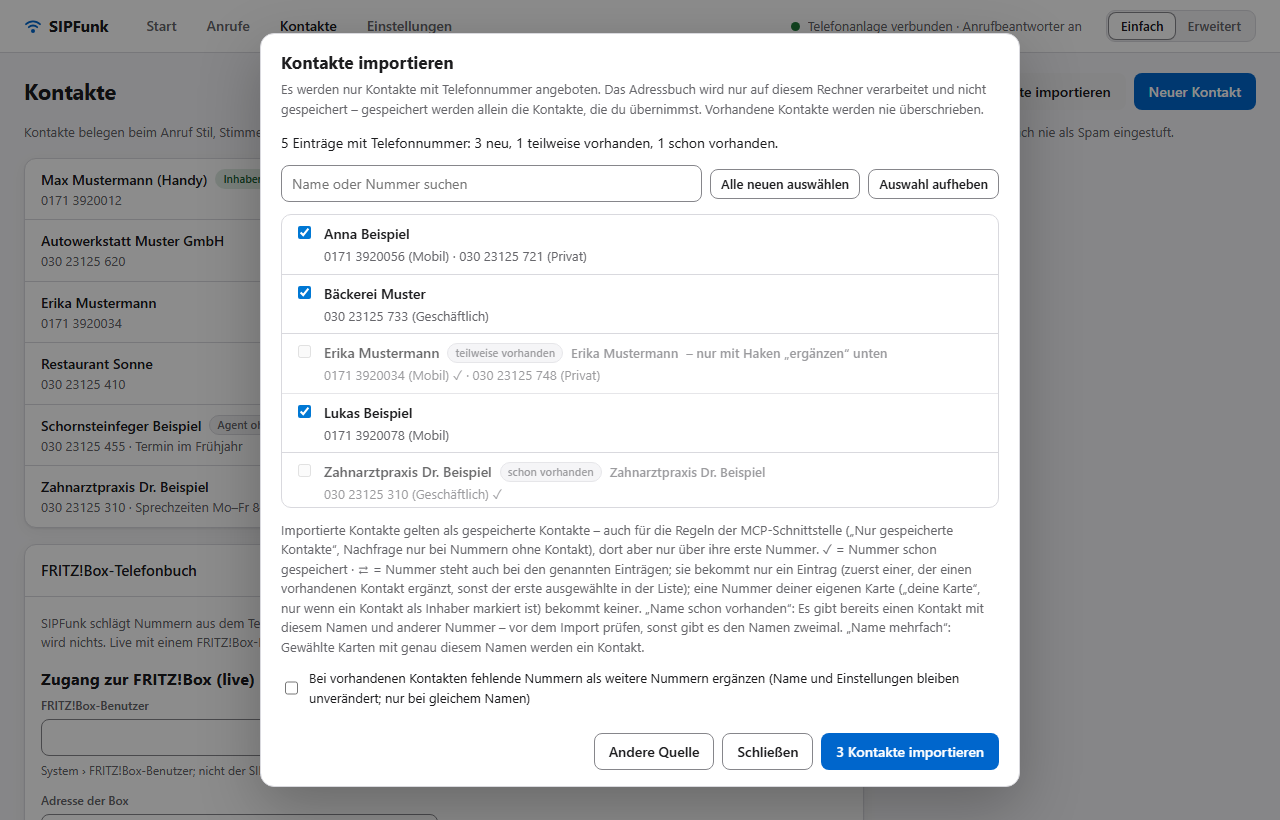 SIPFunk
Start
Anrufe
Kontakte
Einstellungen
Telefonanlage verbunden · Anrufbeantworter an
Einfach
Erweitert
Kontakte
te importieren
Neuer Kontakt
Kontakte belegen beim Anruf Stil, Stimme
ch nie als Spam eingestuft.
Max Mustermann (Handy)
Inhaber
0171 3920012
Autowerkstatt Muster GmbH
030 23125 620
Erika Mustermann
0171 3920034
Restaurant Sonne
030 23125 410
Schornsteinfeger Beispiel
Agent
030 23125 455 · Termin im Frühjahr
Zahnarztpraxis Dr. Beispiel
030 23125 310 · Sprechzeiten Mo–Fr 8
FRITZ!Box-Telefonbuch
SIPFunk schlägt Nummern aus dem Te
wird nichts. Live mit einem FRITZ!Box-
Zugang zur FRITZ!Box (live)
FRITZ!Box-Benutzer
System › FRITZ!Box-Benutzer; nicht der SI
Adresse der Box
Kontakte importieren
Es werden nur Kontakte mit Telefonnummer angeboten. Das Adressbuch wird nur auf diesem Rechner verarbeitet und nicht
gespeichert – gespeichert werden allein die Kontakte, die du übernimmst. Vorhandene Kontakte werden nie überschrieben.
5 Einträge mit Telefonnummer: 3 neu, 1 teilweise vorhanden, 1 schon vorhanden.
Name oder Nummer suchen
Alle neuen auswählen
Auswahl aufheben
Anna Beispiel
0171 3920056 (Mobil) · 030 23125 721 (Privat)
Bäckerei Muster
030 23125 733 (Geschäftlich)
Erika Mustermann teilweise vorhanden Erika Mustermann – nur mit Haken „ergänzen“ unten
0171 3920034 (Mobil) ✓ · 030 23125 748 (Privat)
Lukas Beispiel
0171 3920078 (Mobil)
Zahnarztpraxis Dr. Beispiel schon vorhanden Zahnarztpraxis Dr. Beispiel
030 23125 310 (Geschäftlich) ✓
Importierte Kontakte gelten als gespeicherte Kontakte – auch für die Regeln der MCP-Schnittstelle („Nur gespeicherte
Kontakte“, Nachfrage nur bei Nummern ohne Kontakt), dort aber nur über ihre erste Nummer. ✓ = Nummer schon
gespeichert · ⇄ = Nummer steht auch bei den genannten Einträgen; sie bekommt nur ein Eintrag (zuerst einer, der einen
vorhandenen Kontakt ergänzt, sonst der erste ausgewählte in der Liste); eine Nummer deiner eigenen Karte („deine Karte“,
nur wenn ein Kontakt als Inhaber markiert ist) bekommt keiner. „Name schon vorhanden“: Es gibt bereits einen Kontakt mit
diesem Namen und anderer Nummer – vor dem Import prüfen, sonst gibt es den Namen zweimal. „Name mehrfach“:
Gewählte Karten mit genau diesem Namen werden ein Kontakt.
Bei vorhandenen Kontakten fehlende Nummern als weitere Nummern ergänzen (Name und Einstellungen bleiben
unverändert; nur bei gleichem Namen)
Andere Quelle
Schließen
3 Kontakte importieren